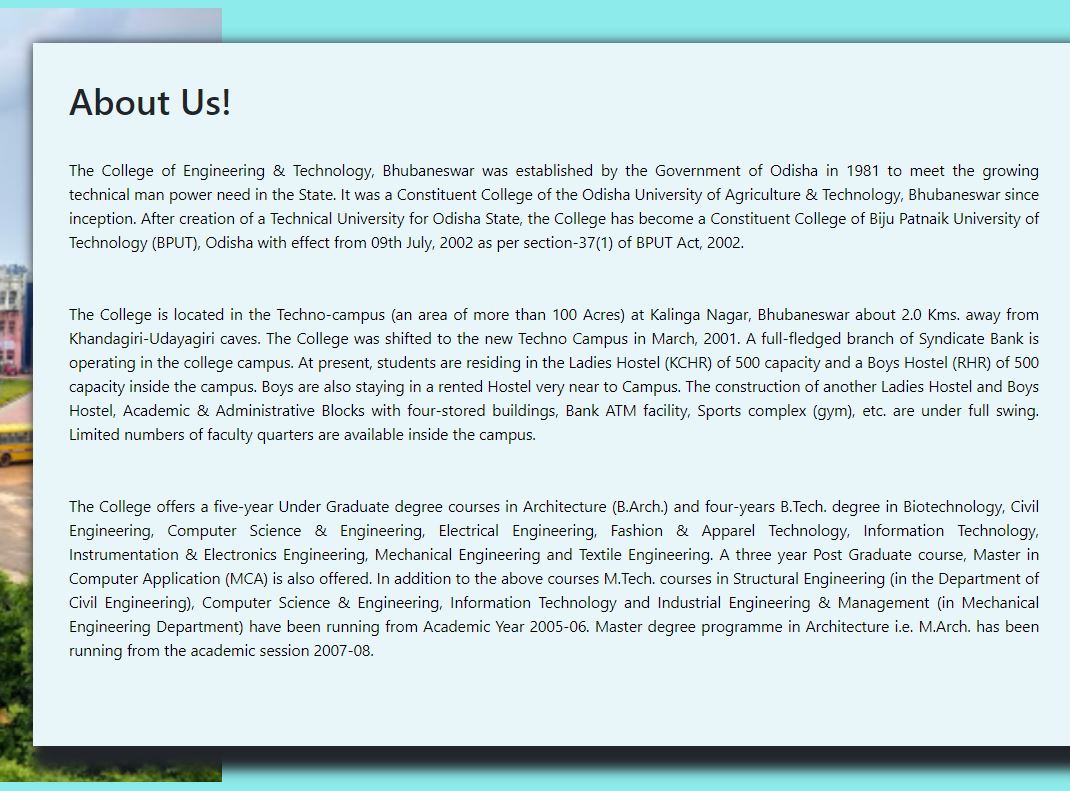 About Us!
The College of Engineering & Technology, Bhubaneswar was established by the Government of Odisha in 1981 to meet the growing
technical man power need in the State. It was a Constituent College of the Odisha University of Agriculture & Technology, Bhubaneswar since
inception. After creation of a Technical University for Odisha State, the College has become a Constituent College of Biju Patnaik University of
Technology (BPUT), Odisha with effect from 09th July, 2002 as per section-37(1) of BPUT Act, 2002.
The College is located in the Techno-campus (an area of more than 100 Acres) at Kalinga Nagar, Bhubaneswar about 2.0 Kms. away from
Khandagiri-Udayagiri caves. The College was shifted to the new Techno Campus in March, 2001. A full-fledged branch of Syndicate Bank is
operating in the college campus. At present, students are residing in the Ladies Hostel (KCHR) of 500 capacity and a Boys Hostel (RHR) of 500
capacity inside the campus. Boys are also staying in a rented Hostel very near to Campus. The construction of another Ladies Hostel and Boys
Hostel, Academic & Administrative Blocks with four-stored buildings, Bank ATM facility, Sports complex (gym), etc. are under full swing.
Limited numbers of faculty quarters are available inside the campus.
The College offers a five-year Under Graduate degree courses in Architecture (B.Arch.) and four-years B.Tech. degree in Biotechnology, Civil
Engineering, Computer Science & Engineering, Electrical Engineering, Fashion & Apparel Technology, Information Technology,
Instrumentation & Electronics Engineering, Mechanical Engineering and Textile Engineering. A three year Post Graduate course, Master in
Computer Application (MCA) is also offered. In addition to the above courses M.Tech. courses in Structural Engineering (in the Department of
Civil Engineering), Computer Science & Engineering, Information Technology and Industrial Engineering & Management (in Mechanical
Engineering Department) have been running from Academic Year 2005-06. Master degree programme in Architecture i.e. M.Arch. has been
running from the academic session 2007-08.